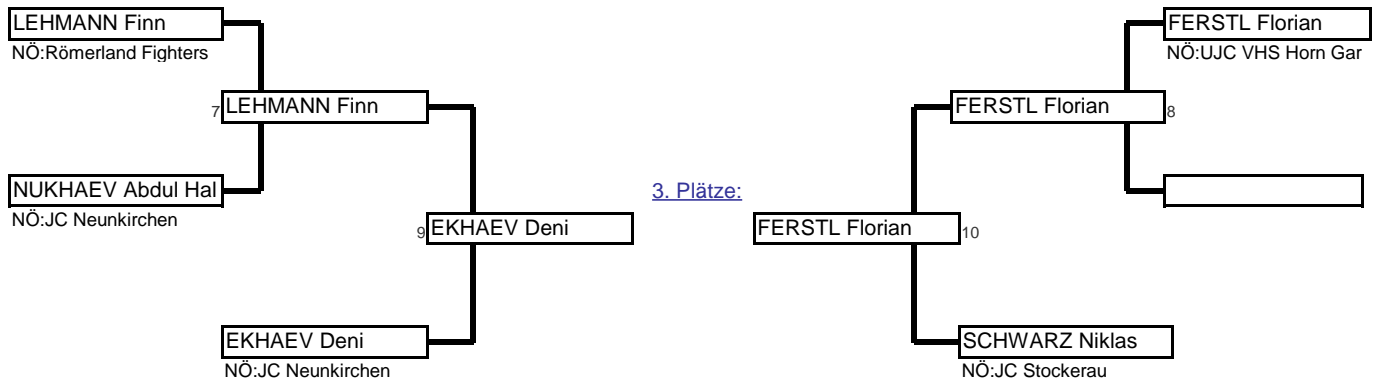 LEHMANN Finn
NÖ:Römerland Fighters
7 LEHMANN Finn
NUKHAEV Abdul Hal
NÖ:JC Neunkirchen
9 EKHAEV Deni
EKHAEV Deni
NÖ:JC Neunkirchen
3. Plätze:
FERSTL Florian
NÖ:UJC VHS Horn Gar
FERSTL Florian 8
FERSTL Florian 10
SCHWARZ Niklas
NÖ:JC Stockerau